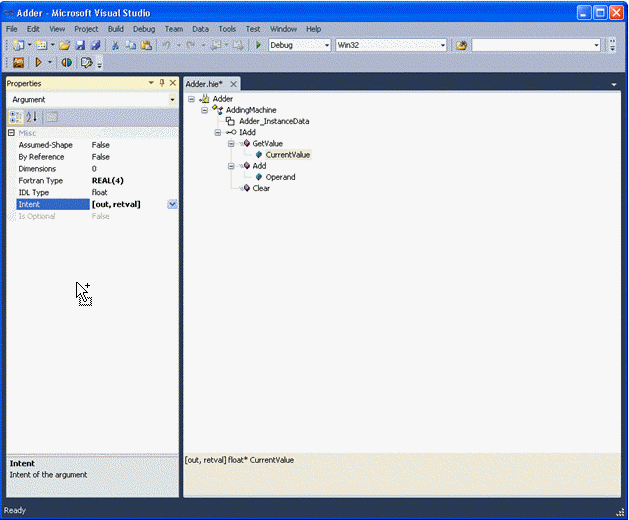 Adder - Microsoft Visual Studio
File Edit View Project Build Debug Team Data Tools Test Window Help
Debug Win32
Properties
Argument
Misc
Assumed-Shape False
By Reference False
Dimensions 0
Fortran Type REAL(4)
IDL Type float
Intent [out, retval]
Is Optional False
Intent
Intent of the argument
Adder.hie*
Adder
AddingMachine
Adder_InstanceData
IAdd
GetValue
CurrentValue
Add
Operand
Clear
[out, retval] float* CurrentValue
Ready